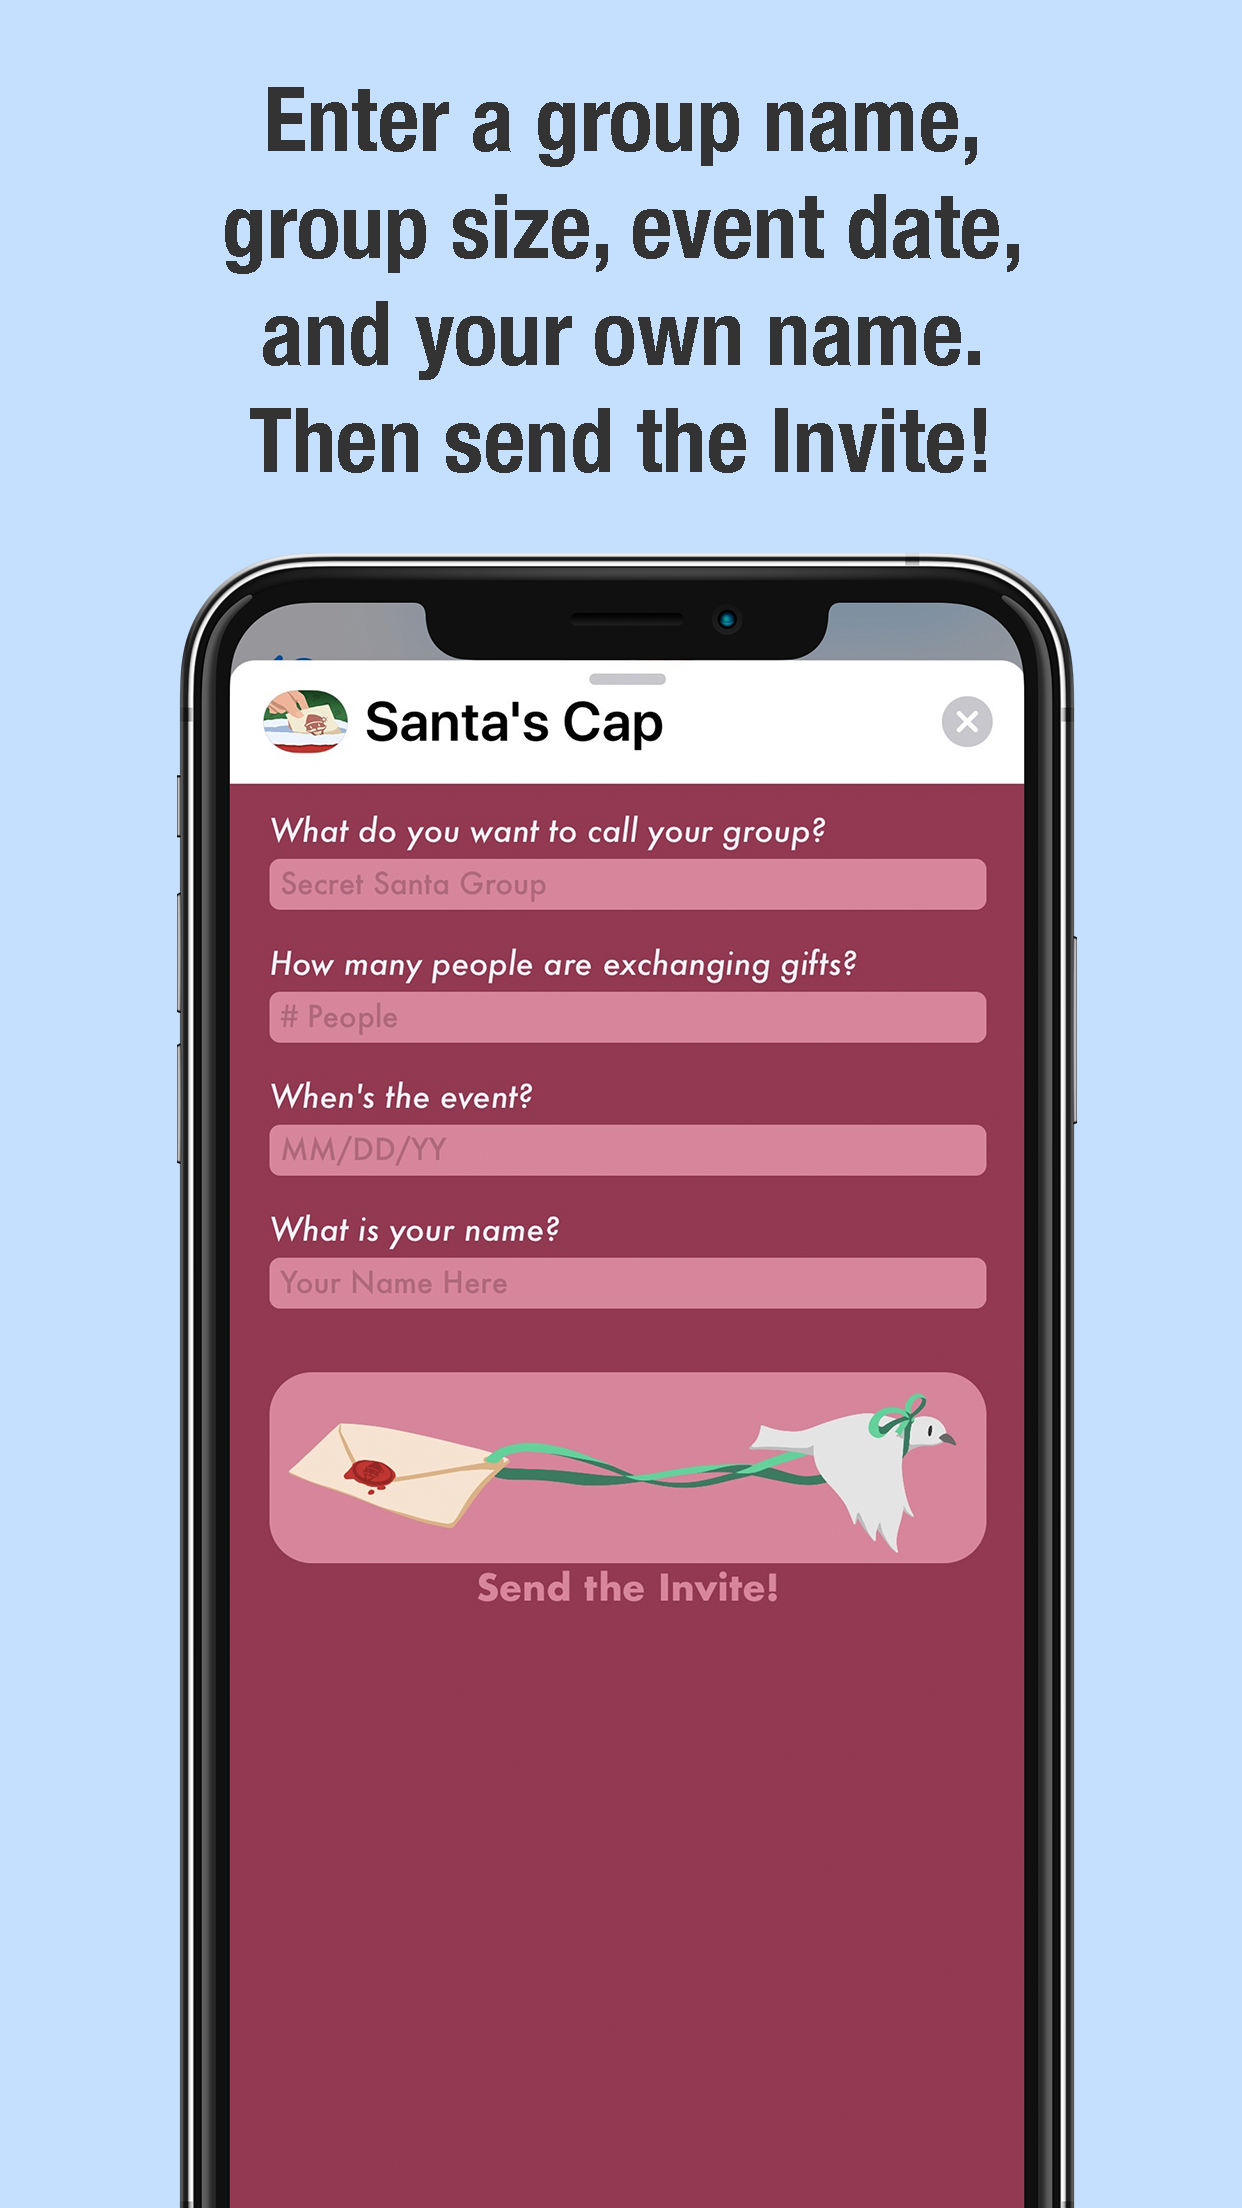 Enter a group name,
group size, event date,
and your own name.
Then send the Invite!
Santa's Cap
What do you want to call your group?
Secret Santa Group
How many people are exchanging gifts?
# People
When's the event?
MM/DD/YY
What is your name?
Your Name Here
Send the Invite!